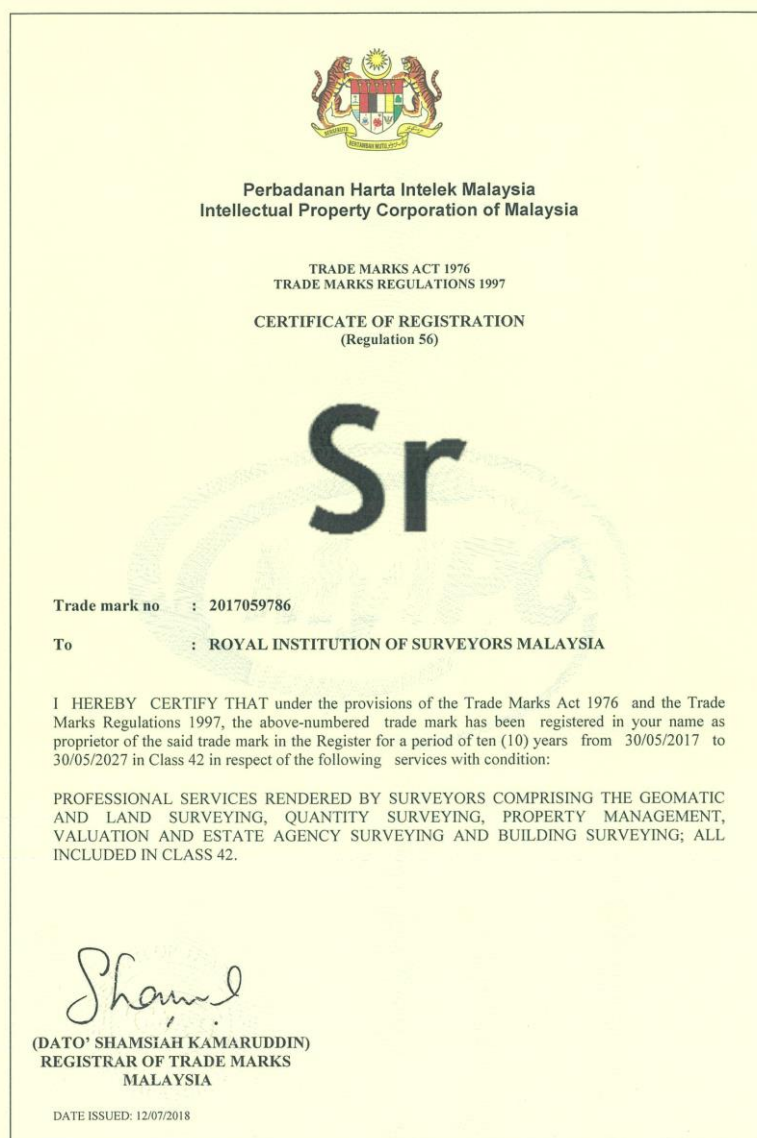 BERSEKUTU BERTAMBAH MUTU
Perbadanan Harta Intelek Malaysia
Intellectual Property Corporation of Malaysia
TRADE MARKS ACT 1976
TRADE MARKS REGULATIONS 1997
CERTIFICATE OF REGISTRATION
(Regulation 56)
Sr
Trade mark no : 2017059786
To : ROYAL INSTITUTION OF SURVEYORS MALAYSIA
I HEREBY CERTIFY THAT under the provisions of the Trade Marks Act 1976 and the Trade
Marks Regulations 1997, the above-numbered trade mark has been registered in your name as
proprietor of the said trade mark in the Register for a period of ten (10) years from 30/05/2017 to
30/05/2027 in Class 42 in respect of the following services with condition:
PROFESSIONAL SERVICES RENDERED BY SURVEYORS COMPRISING THE GEOMATIC
AND LAND SURVEYING, QUANTITY SURVEYING, PROPERTY MANAGEMENT,
VALUATION AND ESTATE AGENCY SURVEYING AND BUILDING SURVEYING; ALL
INCLUDED IN CLASS 42.
(DATO' SHAMSIAH KAMARUDDIN)
REGISTRAR OF TRADE MARKS
MALAYSIA
DATE ISSUED: 12/07/2018